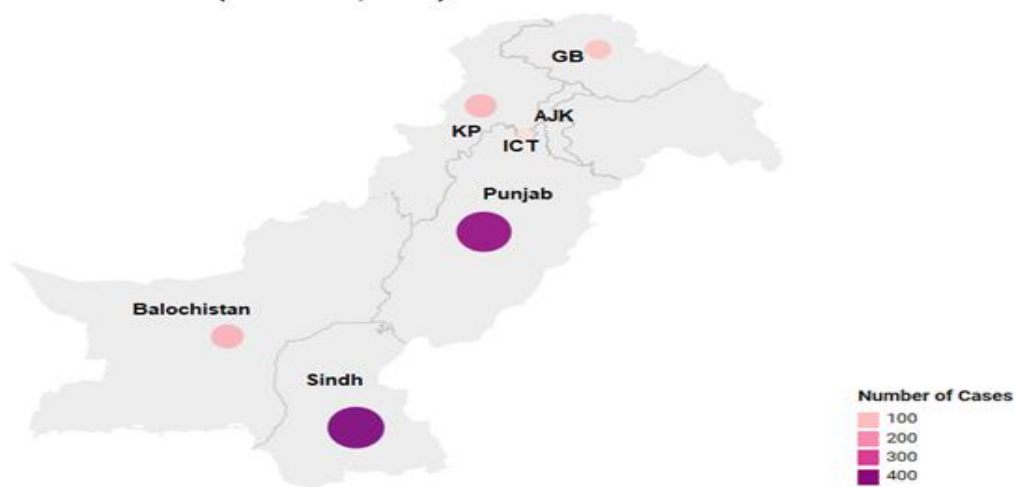 GB
AJK
KP
ICT
Punjab
Balochistan
Sindh
Number of Cases
100
200
300
400